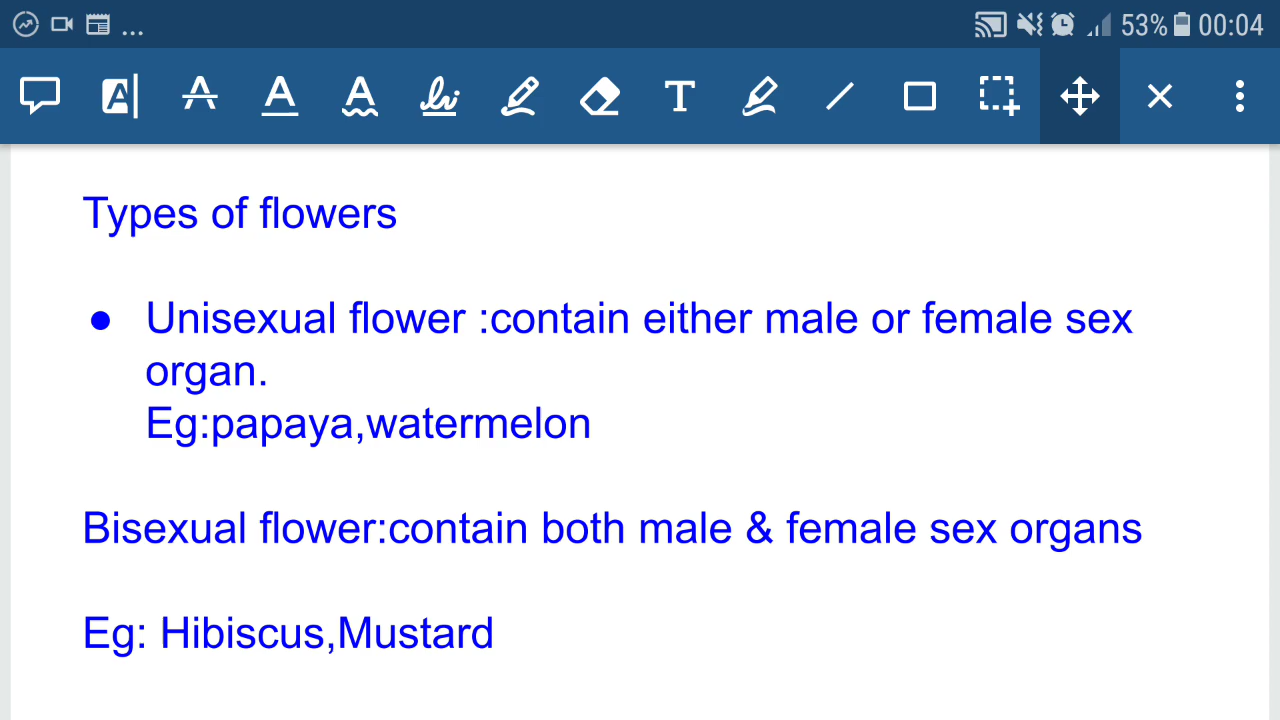 ... 53% 00:04
A A A A T
Types of flowers
● Unisexual flower :contain either male or female sex
organ.
Eg:papaya,watermelon
Bisexual flower:contain both male & female sex organs
Eg: Hibiscus,Mustard